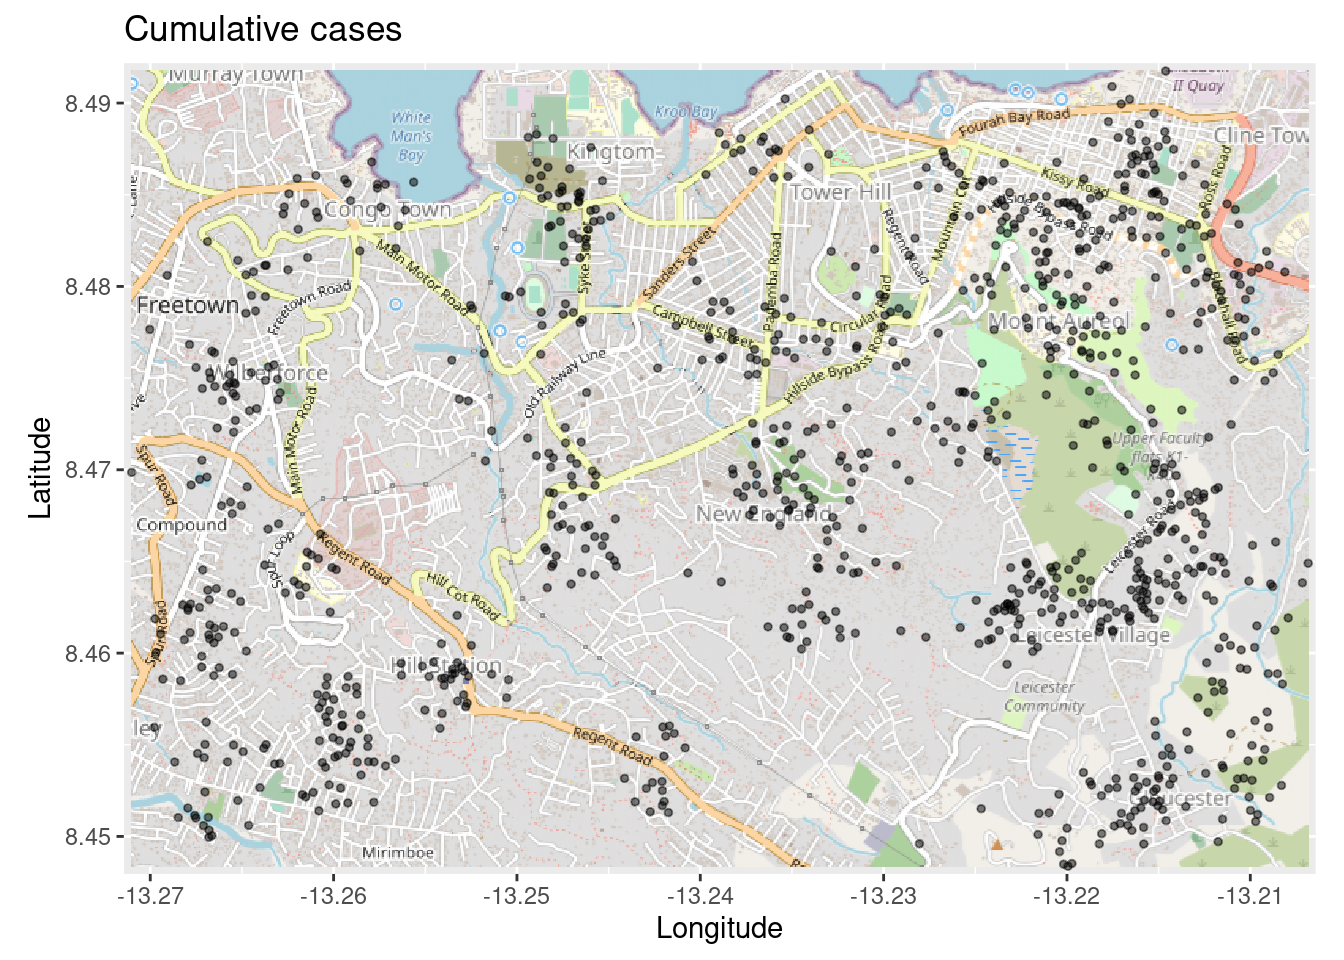 Cumulative cases
Murray Town
II Quay
8.49
White
Man's
Bay
Kroo Bay
Fourah Bay Road
Cline Tow
Kingtom
Kissy Road
Ross Road
Tower Hill
Congo Town
Mountain Cut
Regent Road
Main Motor Road
Syke Street
Sanders Street
Pademba Road
8.48
Freetown
Freetown Road
Campbell Street
Circular Road
Mount Aureol
Old Railway Line
Hillside Bypass Road
Wilberforce
Main Motor Road
Latitude
8.47
Upper Faculty
flats K1-
Spur Road
Compound
New England
Leicester Road
Spur Loop
Regent Road
Hill Cot Road
Spur Road
Leicester Village
8.46
Hill Station
Leicester
Community
ley
Regent Road
8.45
Mirimboe
-13.27
-13.26
-13.25
-13.24
-13.23
-13.22
-13.21
Longitude